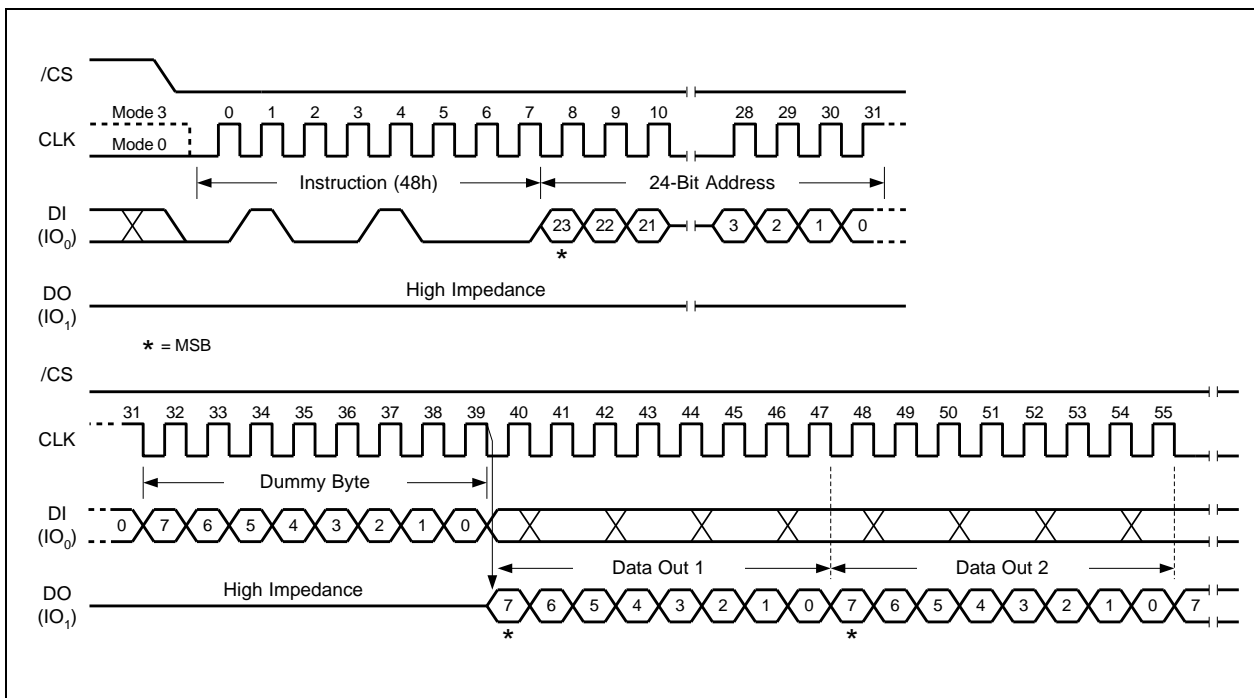 /CS
Mode 3 0 1 2 3 4 5 6 7 8 9 10 28 29 30 31
CLK
Mode 0
Instruction (48h) 24-Bit Address
DI
(IO0) 23 22 21 3 2 1 0
*
DO
(IO1) High Impedance
* = MSB
/CS
31 32 33 34 35 36 37 38 39 40 41 42 43 44 45 46 47 48 49 50 51 52 53 54 55
CLK
Dummy Byte
DI
(IO0) 0 7 6 5 4 3 2 1 0
Data Out 1 Data Out 2
DO
(IO1) High Impedance 7 6 5 4 3 2 1 0 7 6 5 4 3 2 1 0 7
* *